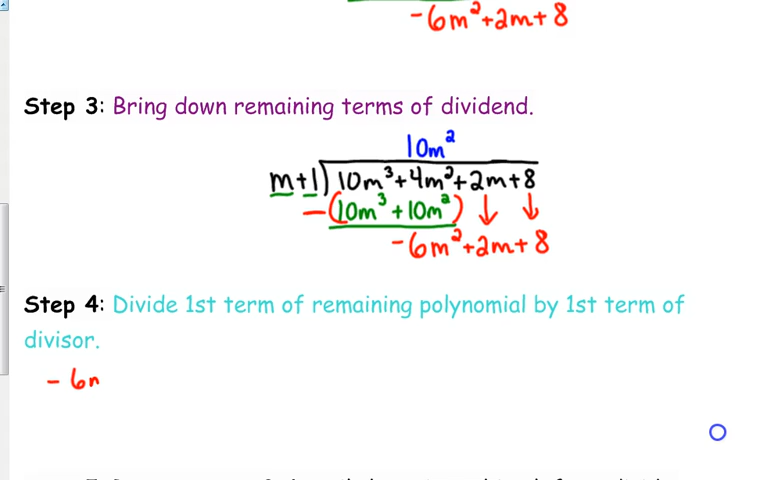 -6m²+2m+8
Step 3: Bring down remaining terms of dividend.
10m²
m+1)10m³+4m²+2m+8
-(10m³+10m²)
-6m²+2m+8
Step 4: Divide 1st term of remaining polynomial by 1st term of
divisor.
- 6m